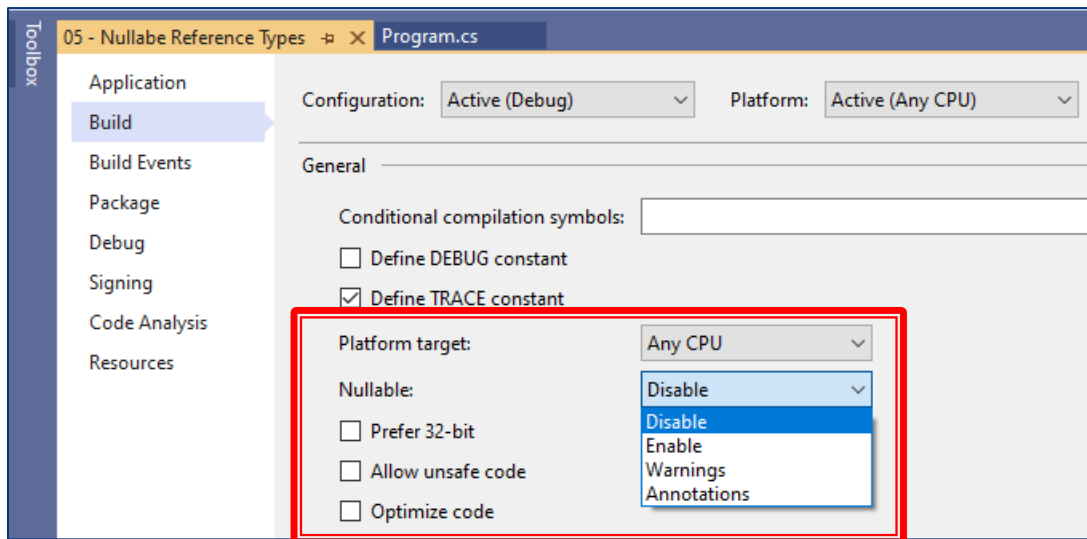 Toolbox
05 - Nullabe Reference Types
Program.cs
Application
Build
Build Events
Package
Debug
Signing
Code Analysis
Resources
Configuration: Active (Debug) Platform: Active (Any CPU)
General
Conditional compilation symbols:
Define DEBUG constant
Define TRACE constant
Platform target: Any CPU
Nullable: Disable
Disable
Enable
Warnings
Annotations
Prefer 32-bit
Allow unsafe code
Optimize code